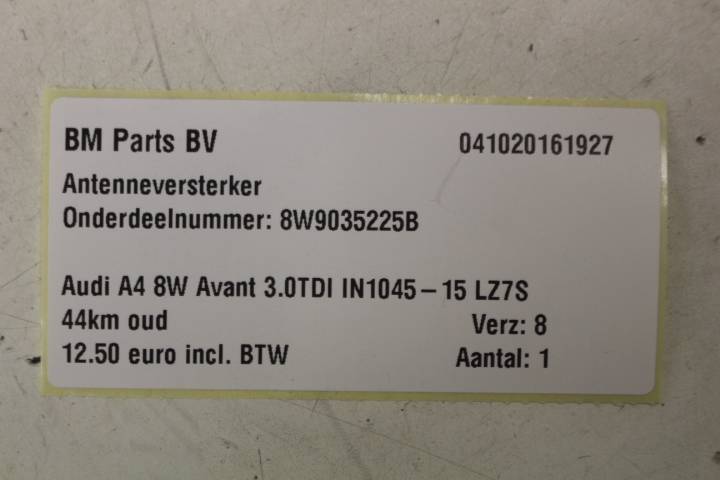 BM Parts BV 041020161927
Antenneversterker
Onderdeelnummer: 8W9035225B
Audi A4 8W Avant 3.0TDI IN1045-15 LZ7S
44km oud Verz: 8
12.50 euro incl. BTW Aantal: 1